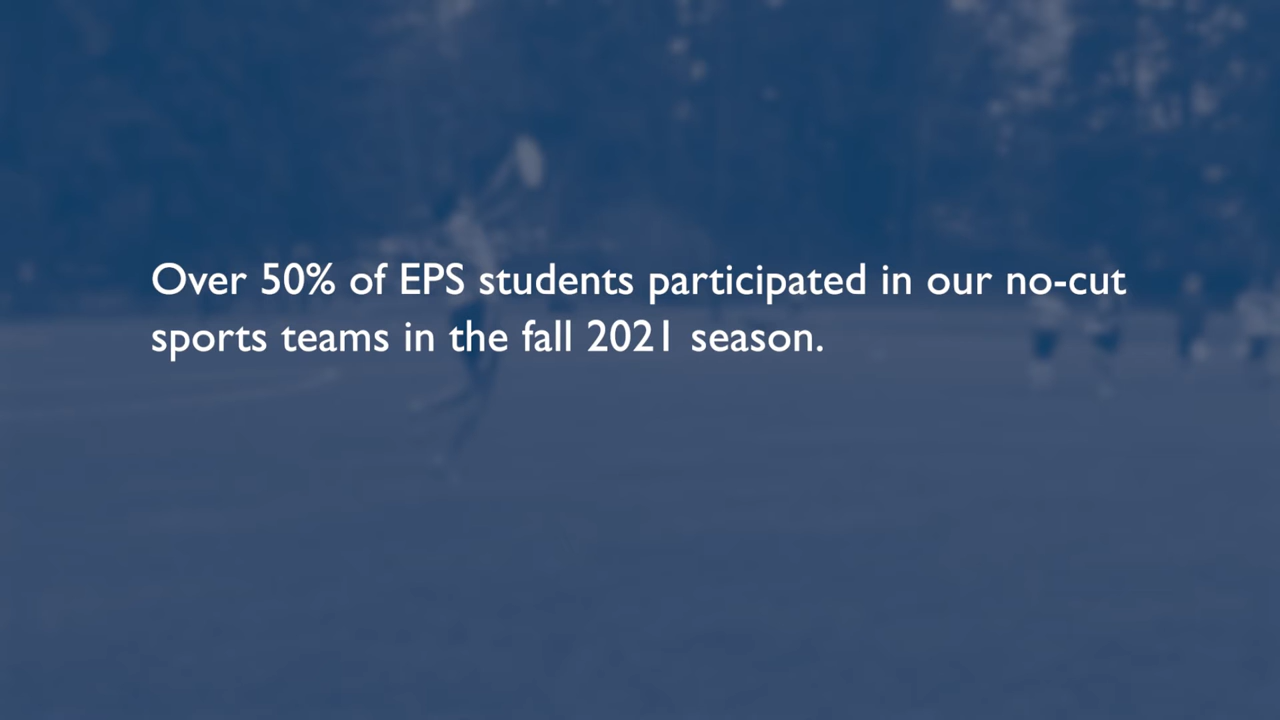 Over 50% of EPS students participated in our no-cut
sports teams in the fall 2021 season.